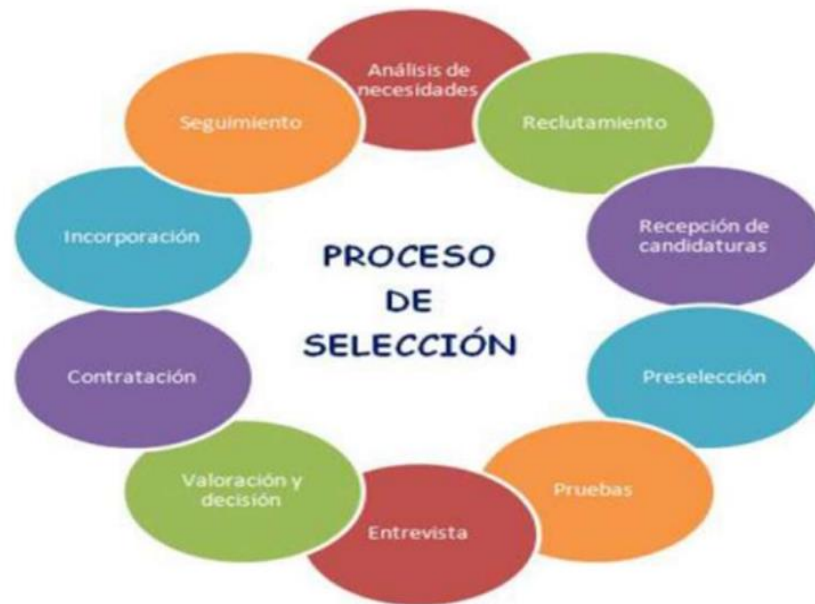 Análisis de
necesidades
Reclutamiento
Recepción de
candidaturas
Preselección
Pruebas
Entrevista
Valoración y
decisión
Contratación
Incorporación
Seguimiento
PROCESO
DE
SELECCIÓN